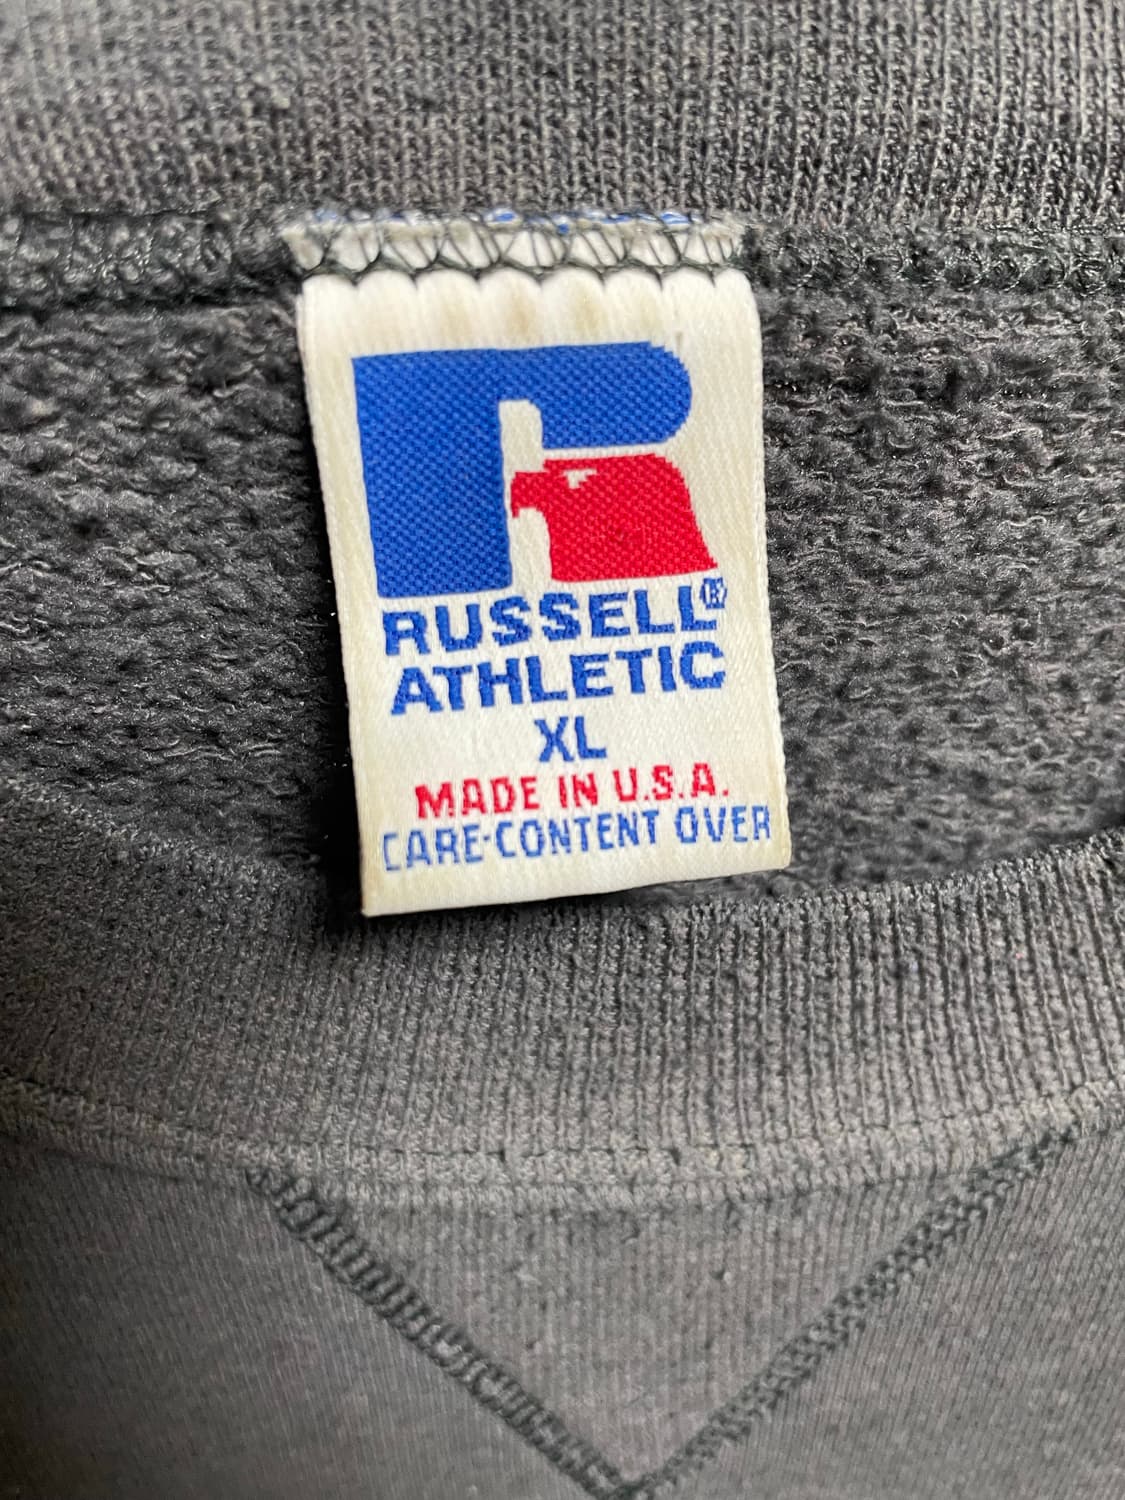 RUSSELL®
ATHLETIC
XL
MADE IN U.S.A.
CARE-CONTENT OVER